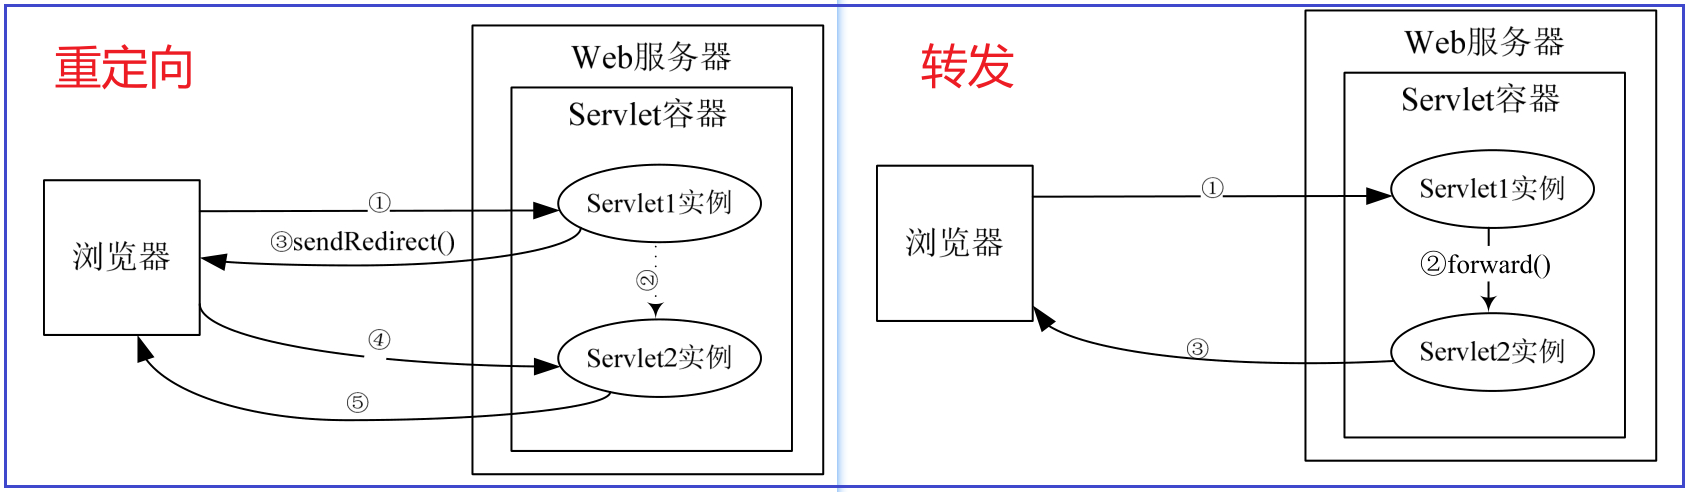 重定向
Web服务器
Servlet容器
①
Servlet1实例
③sendRedirect()
浏览器
②
④
Servlet2实例
⑤
转发
Web服务器
Servlet容器
①
Servlet1实例
浏览器
②forward()
③
Servlet2实例